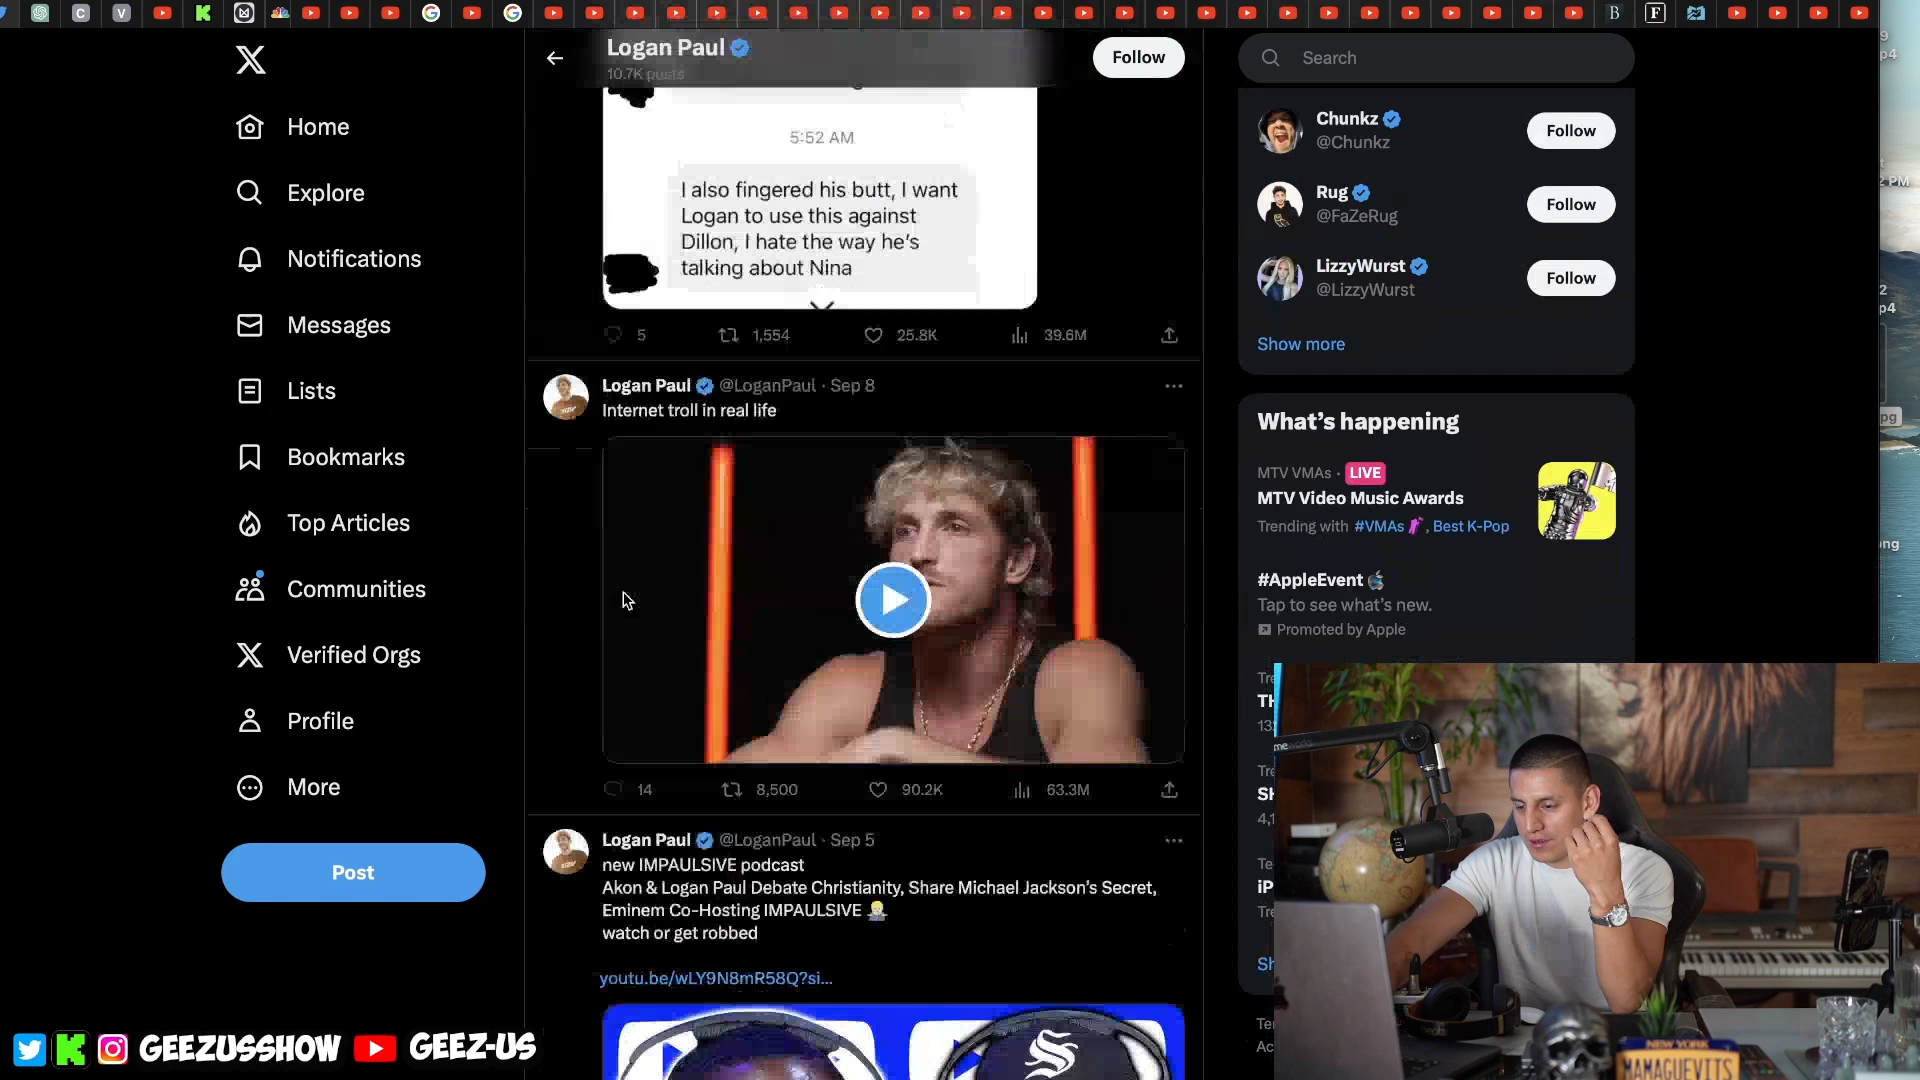 Logan Paul
10.7K posts
Follow
Search
Home
Explore
Notifications
Messages
Lists
Bookmarks
Top Articles
Communities
Verified Orgs
Profile
More
Post
5:52 AM
I also fingered his butt, I want
Logan to use this against
Dillon, I hate the way he's
talking about Nina
5 1,554 25.8K 39.6M
Logan Paul @LoganPaul · Sep 8
Internet troll in real life
14 8,500 90.2K 63.3M
Logan Paul @LoganPaul · Sep 5
new IMPAULSIVE podcast
Akon & Logan Paul Debate Christianity, Share Michael Jackson's Secret,
Eminem Co-Hosting IMPAULSIVE
watch or get robbed
youtu.be/wLY9N8mR58Q?si...
Chunkz
@Chunkz
Follow
Rug
@FaZeRug
Follow
LizzyWurst
@LizzyWurst
Follow
Show more
What's happening
MTV VMAs · LIVE
MTV Video Music Awards
Trending with #VMAs , Best K-Pop
#AppleEvent
Tap to see what's new.
Promoted by Apple
GEEZUSSHOW GEEZ-US
NEW YORK
MAMAGUEVITS